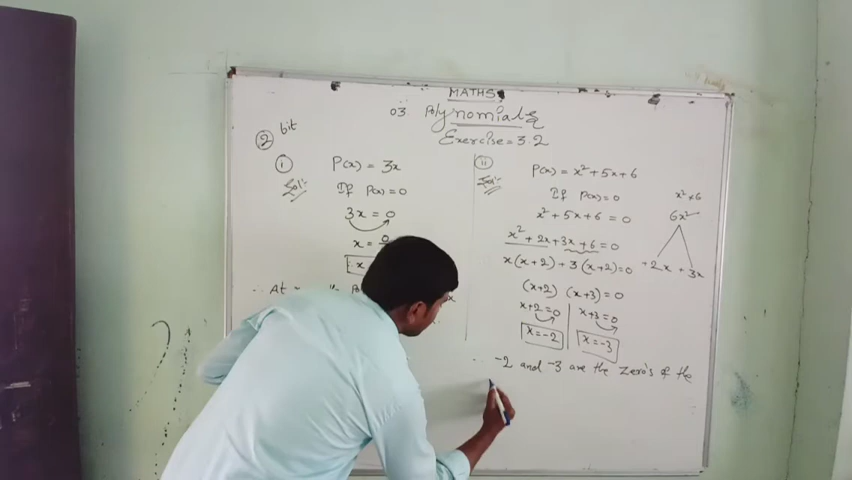 MATHS
03. Polynomials
Exercise = 3.2
② bit
① P(x) = 3x
Sol:
If P(x) = 0
3x = 0
x = 0
x
∴ At
x
ⅱ P(x) = x² + 5x + 6
Sol:
If P(x) = 0
x² + 5x + 6 = 0
x² + 2x + 3x + 6 = 0
x(x+2) + 3(x+2) = 0
(x+2) (x+3) = 0
x+2 = 0 x+3 = 0
x = -2 x = -3
∴ -2 and -3 are the Zero's of the
x² × 6
6x²
+2x +3x